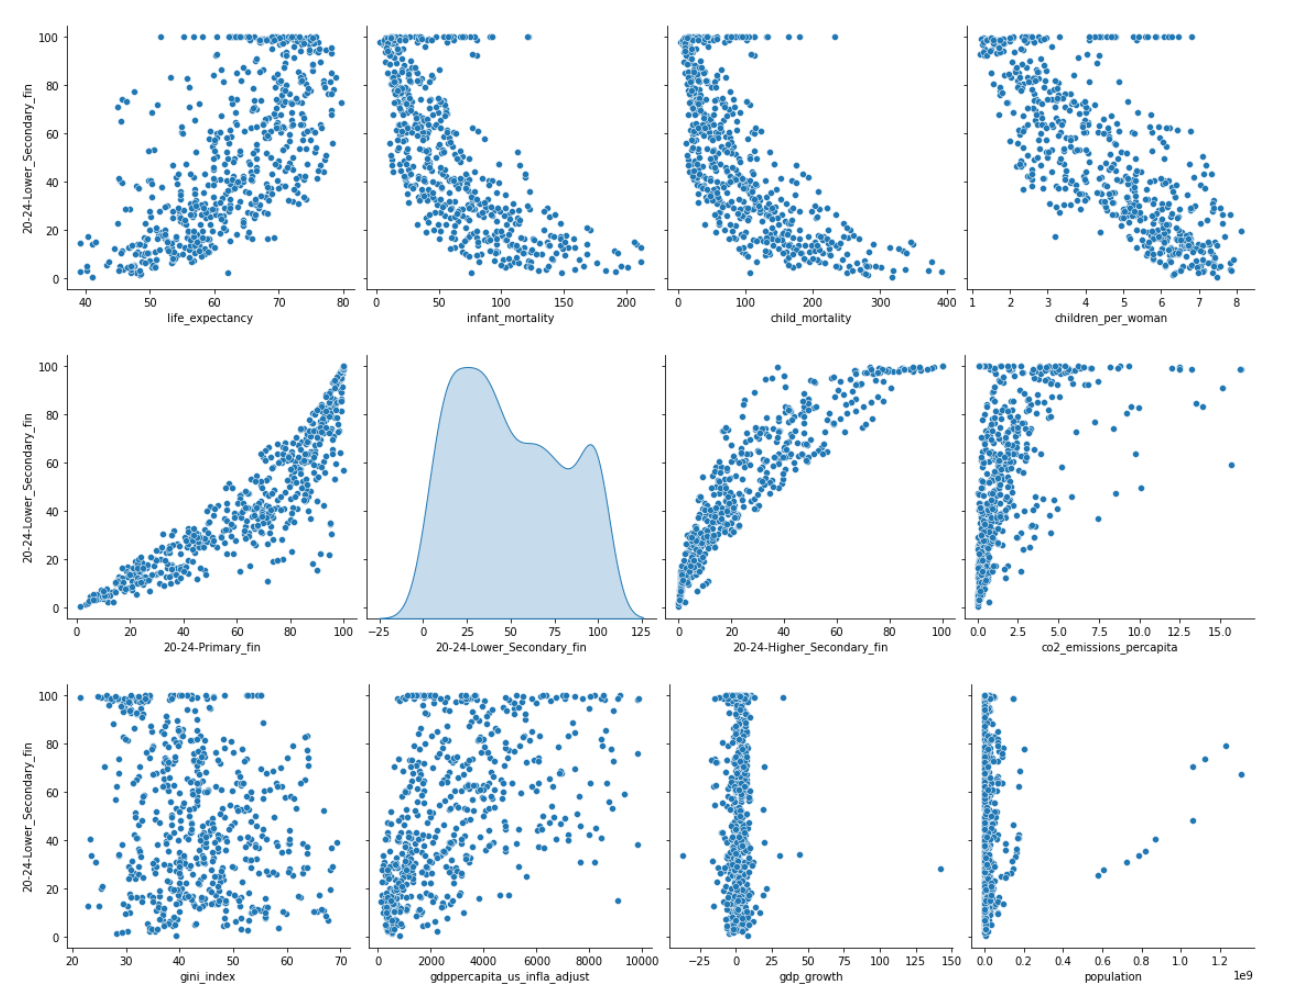 100
80
60
40
20
0
20-24-Lower_Secondary_fin
40 50 60 70 80
life_expectancy
0 50 100 150 200
infant_mortality
0 100 200 300 400
child_mortality
1 2 3 4 5 6 7 8
children_per_woman
100
80
60
40
20
0
20-24-Lower_Secondary_fin
0 20 40 60 80 100
20-24-Primary_fin
−25 0 25 50 75 100 125
20-24-Lower_Secondary_fin
0 20 40 60 80 100
20-24-Higher_Secondary_fin
0.0 2.5 5.0 7.5 10.0 12.5 15.0
co2_emissions_percapita
100
80
60
40
20
0
20-24-Lower_Secondary_fin
20 30 40 50 60 70
gini_index
0 2000 4000 6000 8000 10000
gdppercapita_us_infla_adjust
−25 0 25 50 75 100 125 150
gdp_growth
0.0 0.2 0.4 0.6 0.8 1.0 1.2
1e9
population